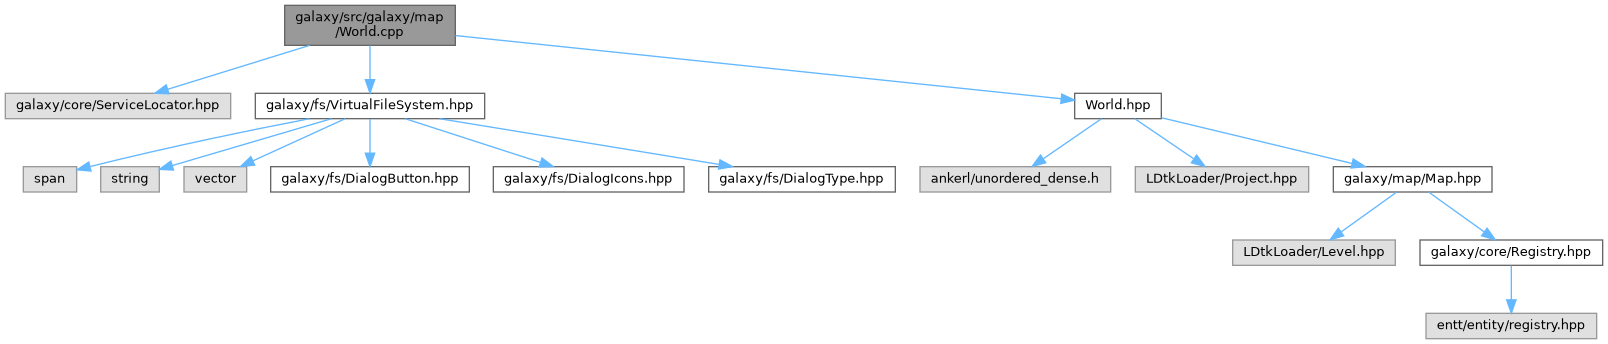 galaxy/src/galaxy/map
/World.cpp
galaxy/core/ServiceLocator.hpp
galaxy/fs/VirtualFileSystem.hpp
World.hpp
span
string
vector
galaxy/fs/DialogButton.hpp
galaxy/fs/DialogIcons.hpp
galaxy/fs/DialogType.hpp
ankerl/unordered_dense.h
LDtkLoader/Project.hpp
galaxy/map/Map.hpp
LDtkLoader/Level.hpp
galaxy/core/Registry.hpp
entt/entity/registry.hpp